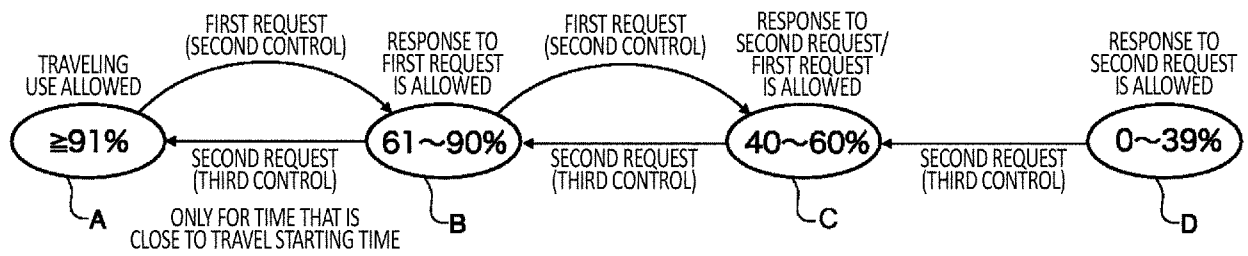 FIRST REQUEST
(SECOND CONTROL)
FIRST REQUEST
(SECOND CONTROL)
TRAVELING
USE ALLOWED
RESPONSE TO
FIRST REQUEST
IS ALLOWED
RESPONSE TO
SECOND REQUEST/
FIRST REQUEST
IS ALLOWED
RESPONSE TO
SECOND REQUEST
IS ALLOWED
≧91%
61～90%
40～60%
0～39%
SECOND REQUEST
(THIRD CONTROL)
SECOND REQUEST
(THIRD CONTROL)
SECOND REQUEST
(THIRD CONTROL)
A
ONLY FOR TIME THAT IS
CLOSE TO TRAVEL STARTING TIME
B
C
D